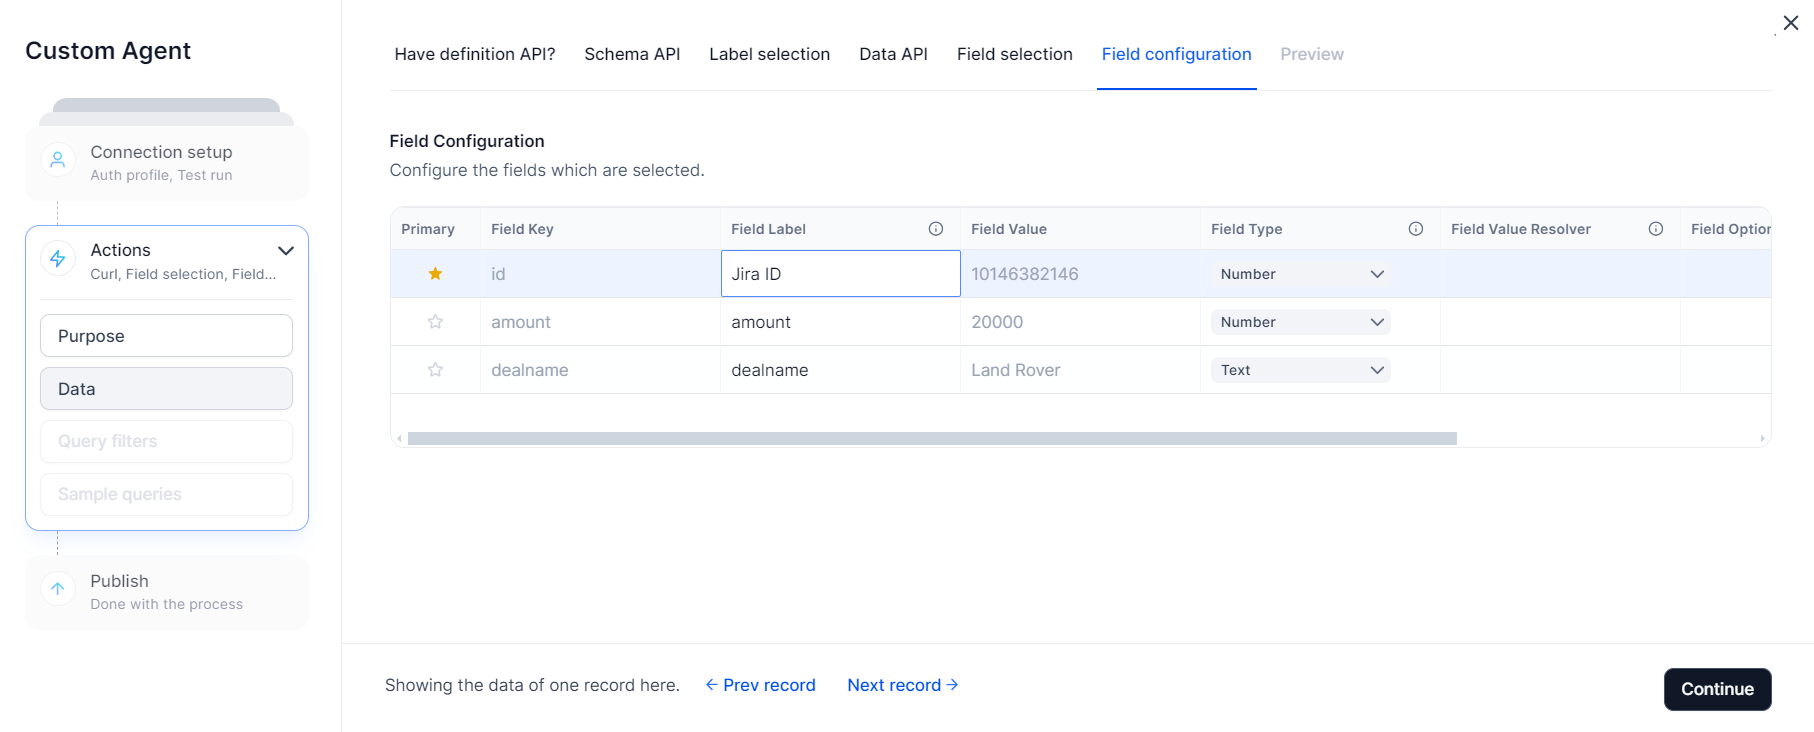 Custom Agent
Connection setup
Auth profile, Test run
Actions
Curl, Field selection, Field...
Purpose
Data
Query filters
Sample queries
Publish
Done with the process
Have definition API? Schema API Label selection Data API Field selection Field configuration Preview
Field Configuration
Configure the fields which are selected.
Primary Field Key Field Label Field Value Field Type Field Value Resolver Field Option
id Jira ID 10146382146 Number
amount amount 20000 Number
dealname dealname Land Rover Text
Showing the data of one record here. Prev record Next record
Continue